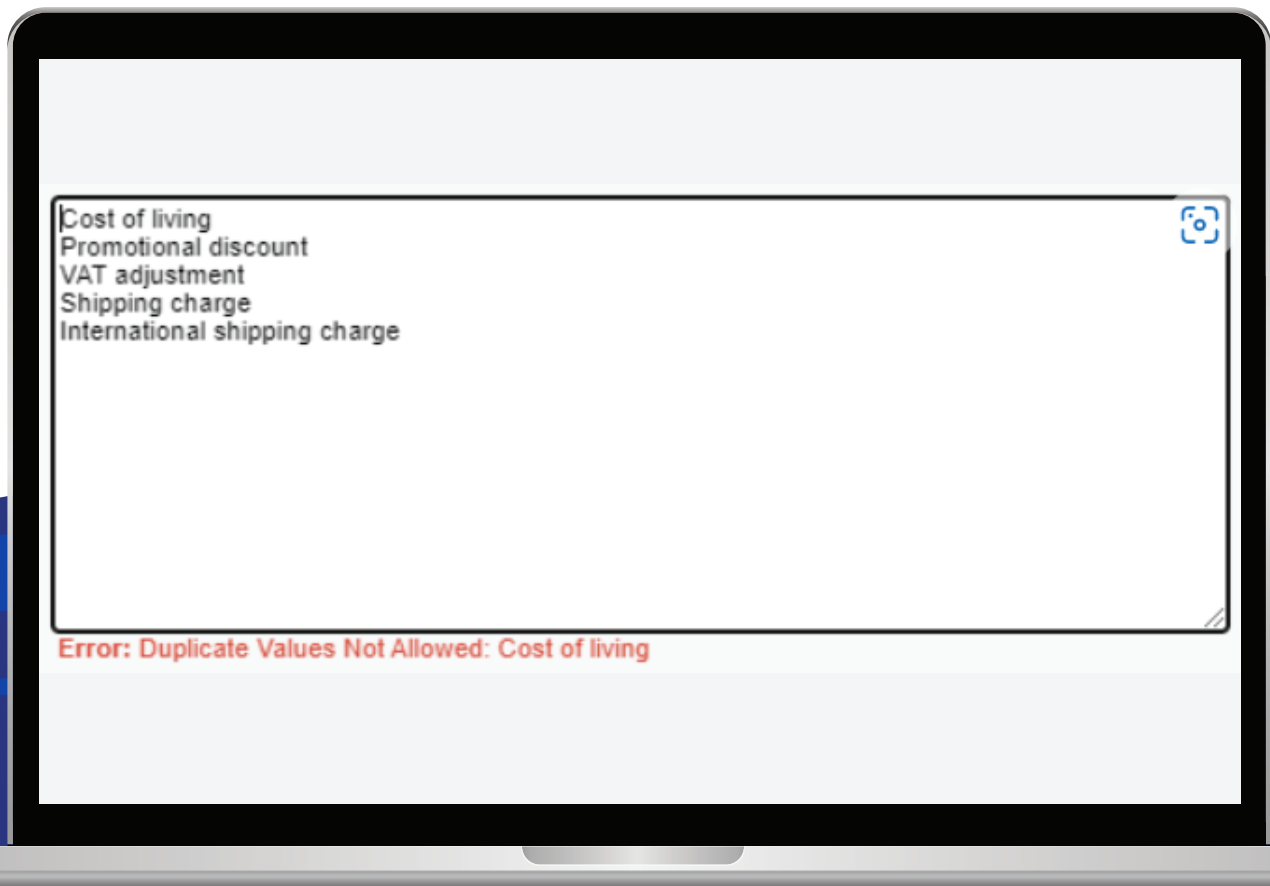 Cost of living
Promotional discount
VAT adjustment
Shipping charge
International shipping charge
Error: Duplicate Values Not Allowed: Cost of living